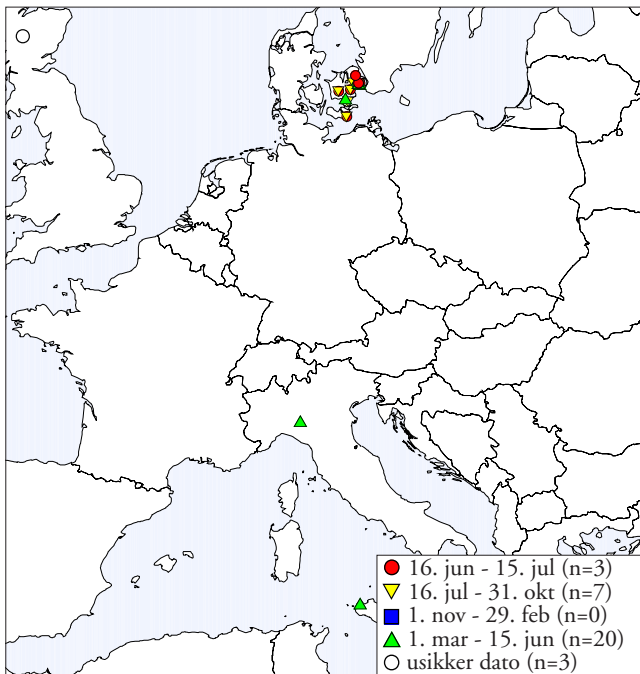 16. jun - 15. jul (n=3)
16. jul - 31. okt (n=7)
1. nov - 29. feb (n=0)
1. mar - 15. jun (n=20)
usikker dato (n=3)